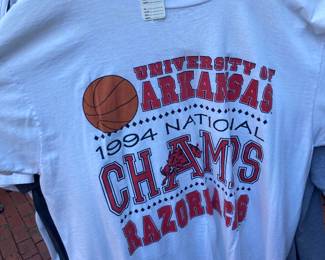 UNIVERSITY OF
ARKANSAS
1994 NATIONAL
CHAMPS
RAZORBACKS